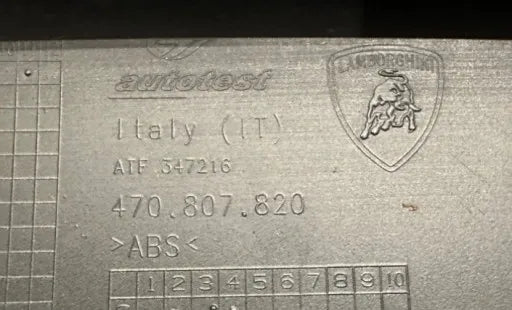 autotest
LAMBORGHINI
Italy (IT)
ATF 347216
470.807.820
>ABS<
1 2 3 4 5 6 7 8 9 10